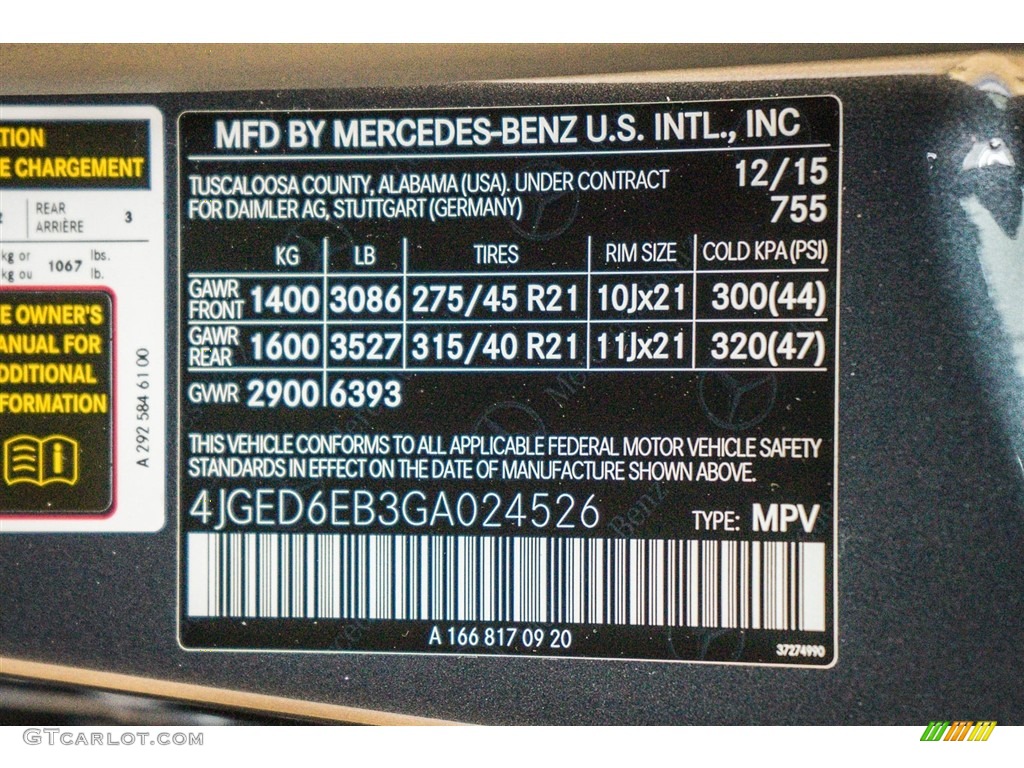 TION
E CHARGEMENT
REAR 3
ARRIÈRE
kg or 1067 lbs.
kg ou lb.
E OWNER'S
ANUAL FOR
DDITIONAL
FORMATION
A 292 584 61 00
MFD BY MERCEDES-BENZ U.S. INTL., INC
TUSCALOOSA COUNTY, ALABAMA (USA). UNDER CONTRACT 12/15
FOR DAIMLER AG, STUTTGART (GERMANY) 755
KG LB TIRES RIM SIZE COLD KPA (PSI)
GAWR FRONT 1400 3086 275/45 R21 10Jx21 300(44)
GAWR REAR 1600 3527 315/40 R21 11Jx21 320(47)
GVWR 2900 6393
THIS VEHICLE CONFORMS TO ALL APPLICABLE FEDERAL MOTOR VEHICLE SAFETY
STANDARDS IN EFFECT ON THE DATE OF MANUFACTURE SHOWN ABOVE.
4JGED6EB3GA024526 TYPE: MPV
A 166 817 09 20
37274990
GTCARLOT.COM